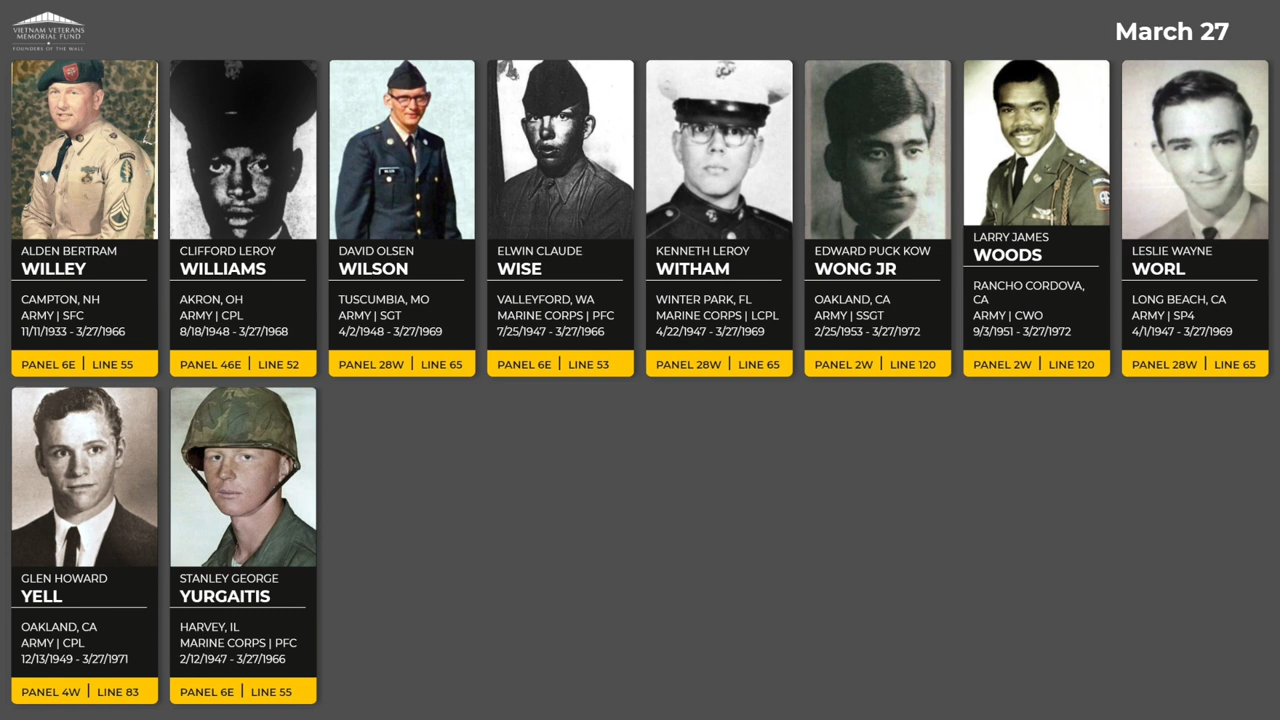 VIETNAM VETERANS
MEMORIAL FUND
FOUNDERS OF THE WALL
March 27
ALDEN BERTRAM
WILLEY
CAMPTON, NH
ARMY | SFC
11/11/1933 - 3/27/1966
PANEL 6E | LINE 55
CLIFFORD LEROY
WILLIAMS
AKRON, OH
ARMY | CPL
8/18/1948 - 3/27/1968
PANEL 46E | LINE 52
DAVID OLSEN
WILSON
TUSCUMBIA, MO
ARMY | SGT
4/2/1948 - 3/27/1969
PANEL 28W | LINE 65
ELWIN CLAUDE
WISE
VALLEYFORD, WA
MARINE CORPS | PFC
7/25/1947 - 3/27/1966
PANEL 6E | LINE 53
KENNETH LEROY
WITHAM
WINTER PARK, FL
MARINE CORPS | LCPL
4/22/1947 - 3/27/1969
PANEL 28W | LINE 65
EDWARD PUCK KOW
WONG JR
OAKLAND, CA
ARMY | SSGT
2/25/1953 - 3/27/1972
PANEL 2W | LINE 120
LARRY JAMES
WOODS
RANCHO CORDOVA,
CA
ARMY | CWO
9/3/1951 - 3/27/1972
PANEL 2W | LINE 120
LESLIE WAYNE
WORL
LONG BEACH, CA
ARMY | SP4
4/1/1947 - 3/27/1969
PANEL 28W | LINE 65
GLEN HOWARD
YELL
OAKLAND, CA
ARMY | CPL
12/13/1949 - 3/27/1971
PANEL 4W | LINE 83
STANLEY GEORGE
YURGAITIS
HARVEY, IL
MARINE CORPS | PFC
2/12/1947 - 3/27/1966
PANEL 6E | LINE 55